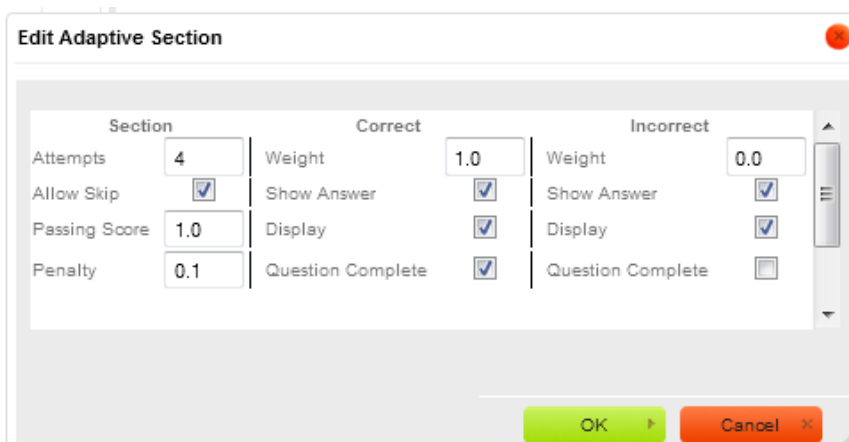 Edit Adaptive Section
Section Correct Incorrect
Attempts 4 Weight 1.0 Weight 0.0
Allow Skip Show Answer Show Answer
Passing Score 1.0 Display Display
Penalty 0.1 Question Complete Question Complete
OK Cancel